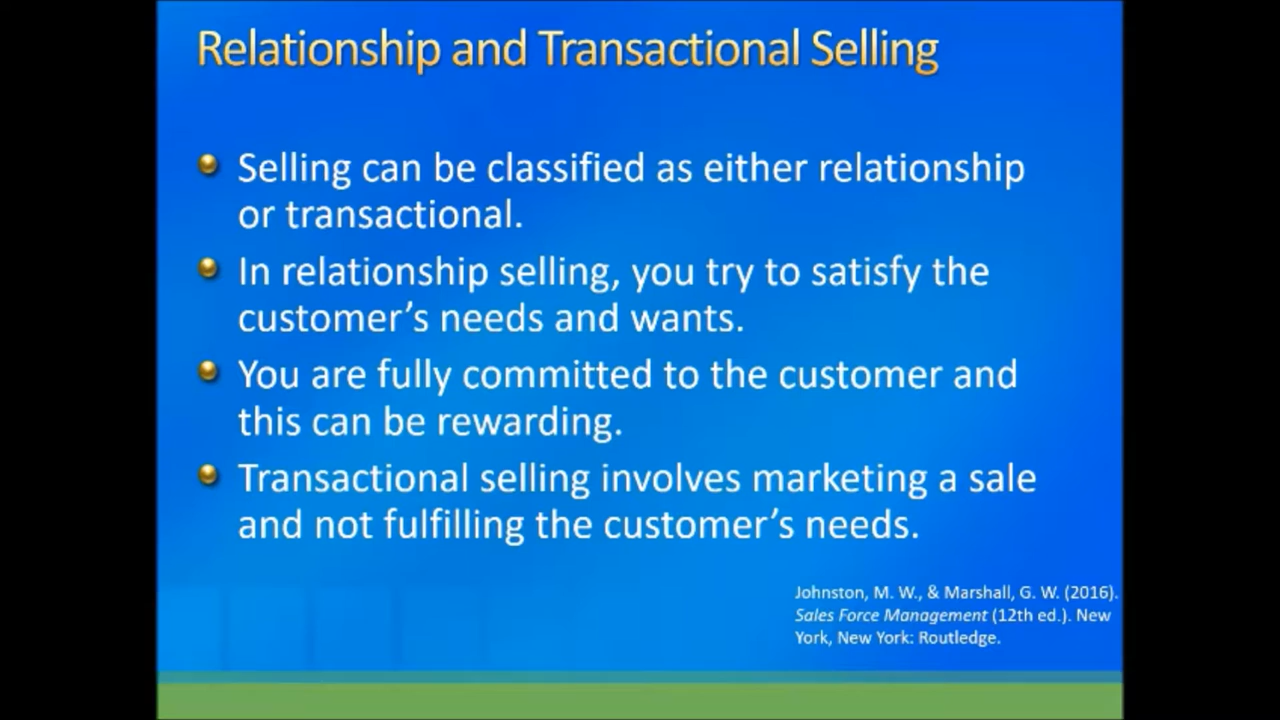 Relationship and Transactional Selling
Selling can be classified as either relationship
or transactional.
In relationship selling, you try to satisfy the
customer’s needs and wants.
You are fully committed to the customer and
this can be rewarding.
Transactional selling involves marketing a sale
and not fulfilling the customer’s needs.
Johnston, M. W., & Marshall, G. W. (2016).
Sales Force Management (12th ed.). New
York, New York: Routledge.